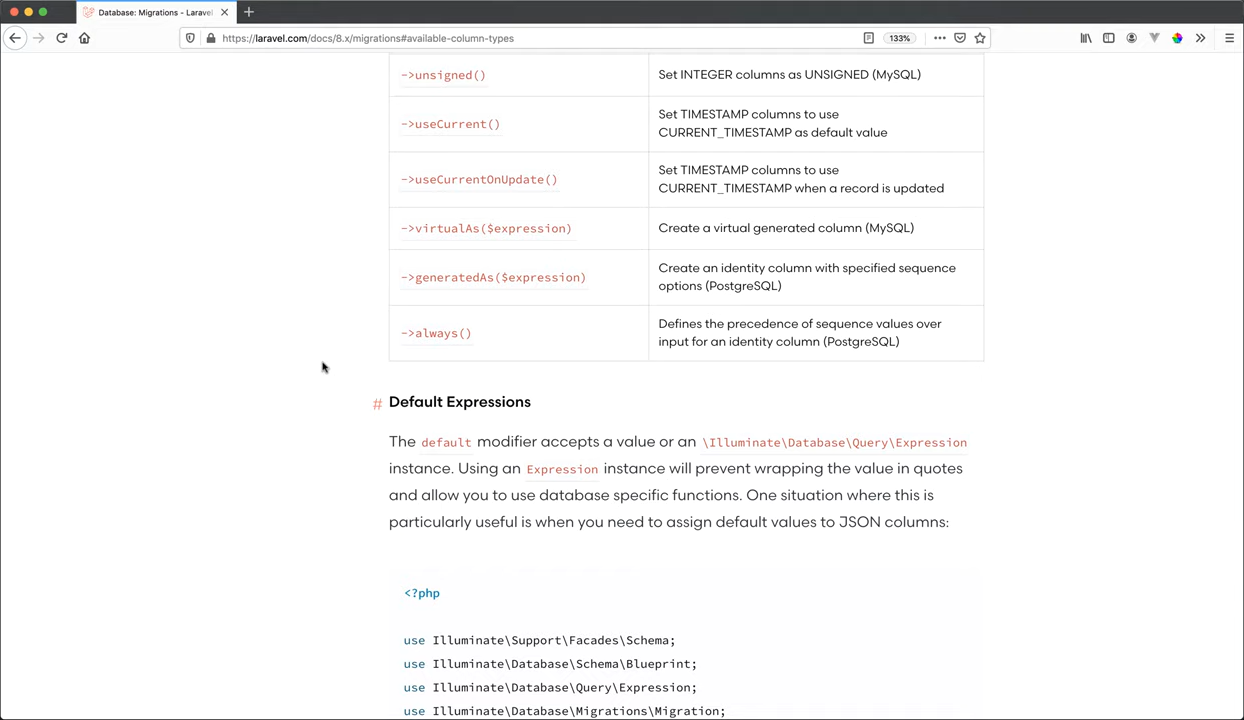 Database: Migrations - Laravel
https://laravel.com/docs/8.x/migrations#available-column-types
133%
->unsigned()
Set INTEGER columns as UNSIGNED (MySQL)
->useCurrent()
Set TIMESTAMP columns to use
CURRENT_TIMESTAMP as default value
->useCurrentOnUpdate()
Set TIMESTAMP columns to use
CURRENT_TIMESTAMP when a record is updated
->virtualAs($expression)
Create a virtual generated column (MySQL)
->generatedAs($expression)
Create an identity column with specified sequence
options (PostgreSQL)
->always()
Defines the precedence of sequence values over
input for an identity column (PostgreSQL)
# Default Expressions
The default modifier accepts a value or an \Illuminate\Database\Query\Expression
instance. Using an Expression instance will prevent wrapping the value in quotes
and allow you to use database specific functions. One situation where this is
particularly useful is when you need to assign default values to JSON columns:
<?php
use Illuminate\Support\Facades\Schema;
use Illuminate\Database\Schema\Blueprint;
use Illuminate\Database\Query\Expression;
use Illuminate\Database\Migrations\Migration;